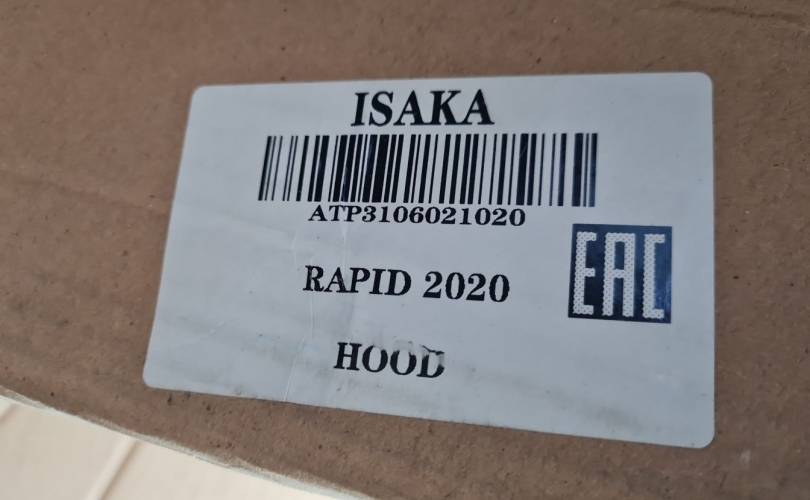 ISAKA
ATP3106021020
EAC
RAPID 2020
HOOD